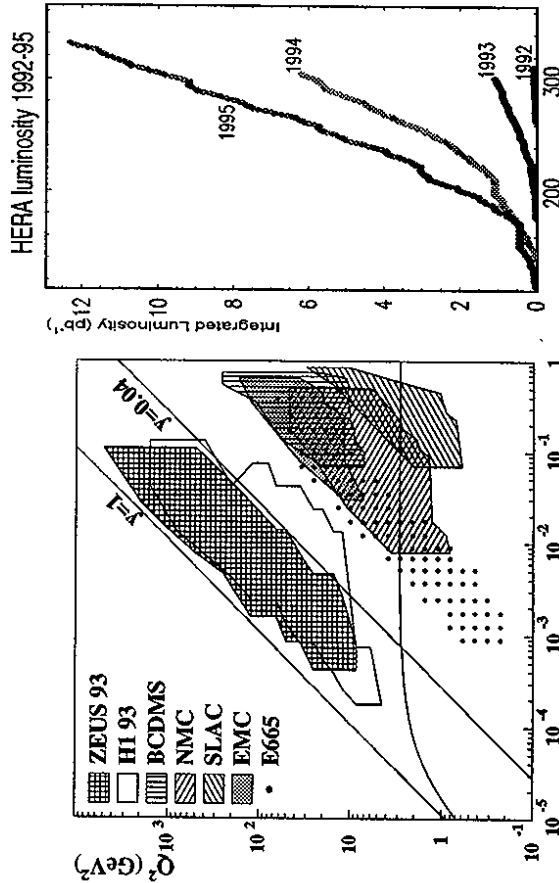 Q² (GeV²)
ZEUS 93
H1 93
BCDMS
NMC
SLAC
EMC
E665
y=1
y=0.04
10³
10²
10
1
10⁻¹
10⁻⁵
10⁻⁴
10⁻³
10⁻²
10⁻¹
1
HERA luminosity 1992-95
Integrated Luminosity (pb⁻¹)
12
10
8
6
4
2
0
1995
1994
1993
1992
200
300